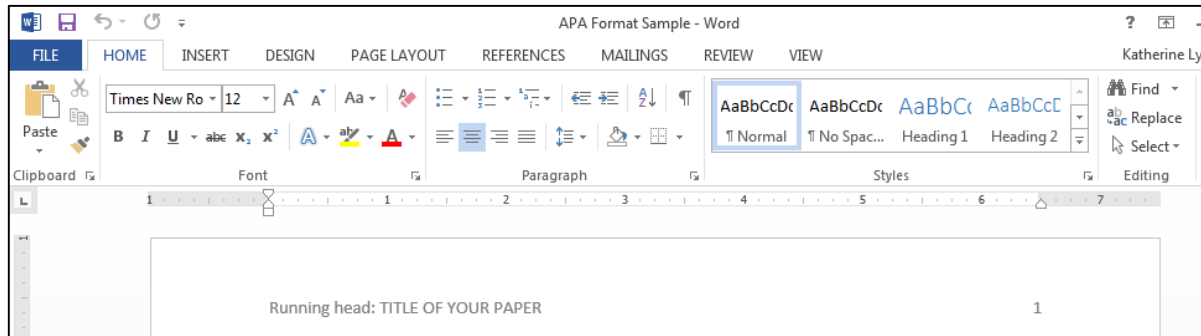 APA Format Sample - Word
FILE HOME INSERT DESIGN PAGE LAYOUT REFERENCES MAILINGS REVIEW VIEW Katherine Ly
Times New Ro 12 Aa AaBbCcDc AaBbCcDc AaBbCc AaBbCcE Find
Replace
Paste B I U abc X₂ X² A aby A ¶ Normal ¶ No Spac... Heading 1 Heading 2 Select
Clipboard Font Paragraph Styles Editing
1 1 2 3 4 5 6 7
Running head: TITLE OF YOUR PAPER 1